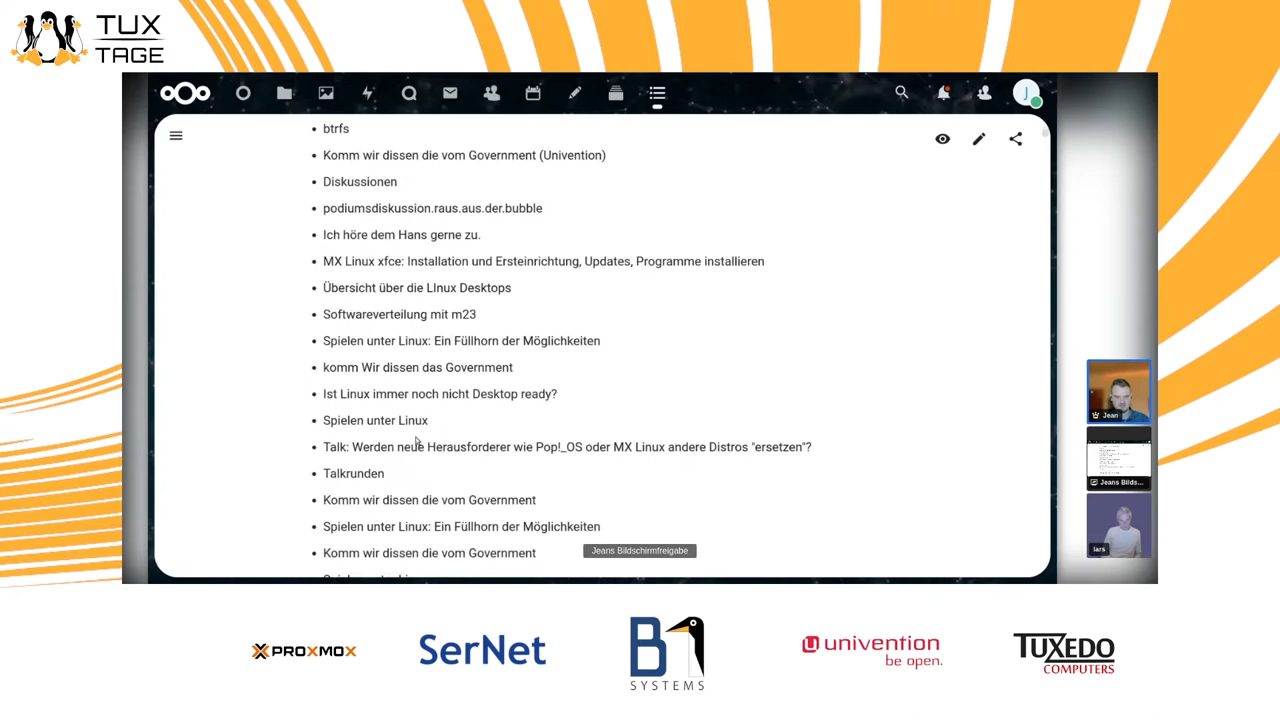 TUX
TAGE
J
btrfs
Komm wir dissen die vom Government (Univention)
Diskussionen
podiumsdiskussion.raus.aus.der.bubble
Ich höre dem Hans gerne zu.
MX Linux xfce: Installation und Ersteinrichtung, Updates, Programme installieren
Übersicht über die LInux Desktops
Softwareverteilung mit m23
Spielen unter Linux: Ein Füllhorn der Möglichkeiten
komm Wir dissen das Government
Ist Linux immer noch nicht Desktop ready?
Spielen unter Linux
Talk: Werden neue Herausforderer wie Pop!_OS oder MX Linux andere Distros "ersetzen"?
Talkrunden
Komm wir dissen die vom Government
Spielen unter Linux: Ein Füllhorn der Möglichkeiten
Komm wir dissen die vom Government
Jeans Bildschirmfreigabe
Jean
Jeans Bilds...
lars
PROXMOX
SerNet
B1
SYSTEMS
univention
be open.
TUXEDO
COMPUTERS